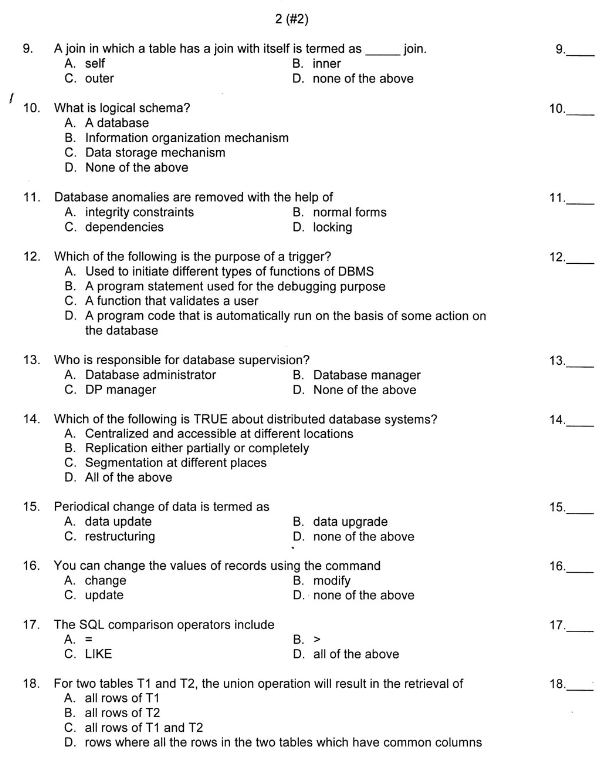 2 (#2)
9. A join in which a table has a join with itself is termed as _____ join. 9.____
A. self B. inner
C. outer D. none of the above
10. What is logical schema? 10.____
A. A database
B. Information organization mechanism
C. Data storage mechanism
D. None of the above
11. Database anomalies are removed with the help of 11.____
A. integrity constraints B. normal forms
C. dependencies D. locking
12. Which of the following is the purpose of a trigger? 12.____
A. Used to initiate different types of functions of DBMS
B. A program statement used for the debugging purpose
C. A function that validates a user
D. A program code that is automatically run on the basis of some action on
the database
13. Who is responsible for database supervision? 13.____
A. Database administrator B. Database manager
C. DP manager D. None of the above
14. Which of the following is TRUE about distributed database systems? 14.____
A. Centralized and accessible at different locations
B. Replication either partially or completely
C. Segmentation at different places
D. All of the above
15. Periodical change of data is termed as 15.____
A. data update B. data upgrade
C. restructuring D. none of the above
16. You can change the values of records using the command 16.____
A. change B. modify
C. update D. none of the above
17. The SQL comparison operators include 17.____
A. = B. >
C. LIKE D. all of the above
18. For two tables T1 and T2, the union operation will result in the retrieval of 18.____
A. all rows of T1
B. all rows of T2
C. all rows of T1 and T2
D. rows where all the rows in the two tables which have common columns